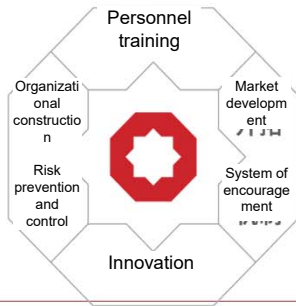 Personnel
training
Organizati
onal
constructio
n
Market
developm
ent
Risk
prevention
and
control
System of
encourage
ment
Innovation